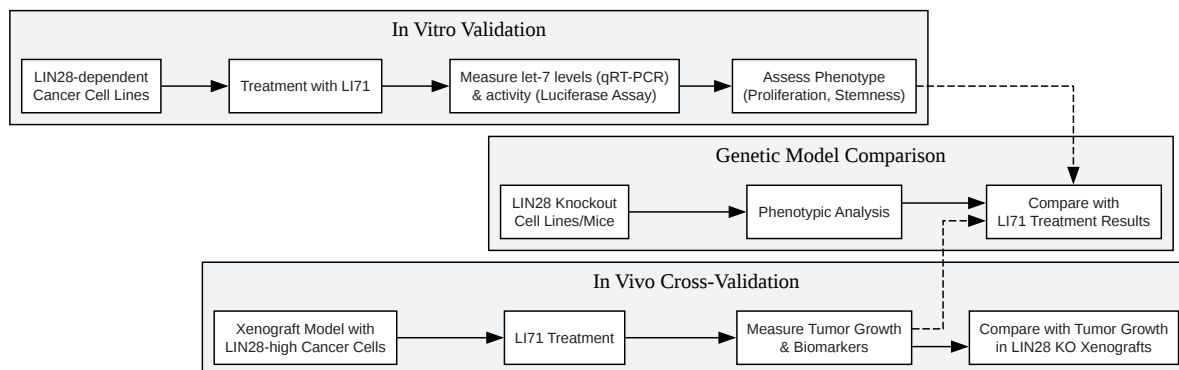 In Vitro Validation
LIN28-dependent
Cancer Cell Lines
Treatment with LI71
Measure let-7 levels (qRT-PCR)
& activity (Luciferase Assay)
Assess Phenotype
(Proliferation, Stemness)
Genetic Model Comparison
LIN28 Knockout
Cell Lines/Mice
Phenotypic Analysis
Compare with
LI71 Treatment Results
In Vivo Cross-Validation
Xenograft Model with
LIN28-high Cancer Cells
LI71 Treatment
Measure Tumor Growth
& Biomarkers
Compare with Tumor Growth
in LIN28 KO Xenografts